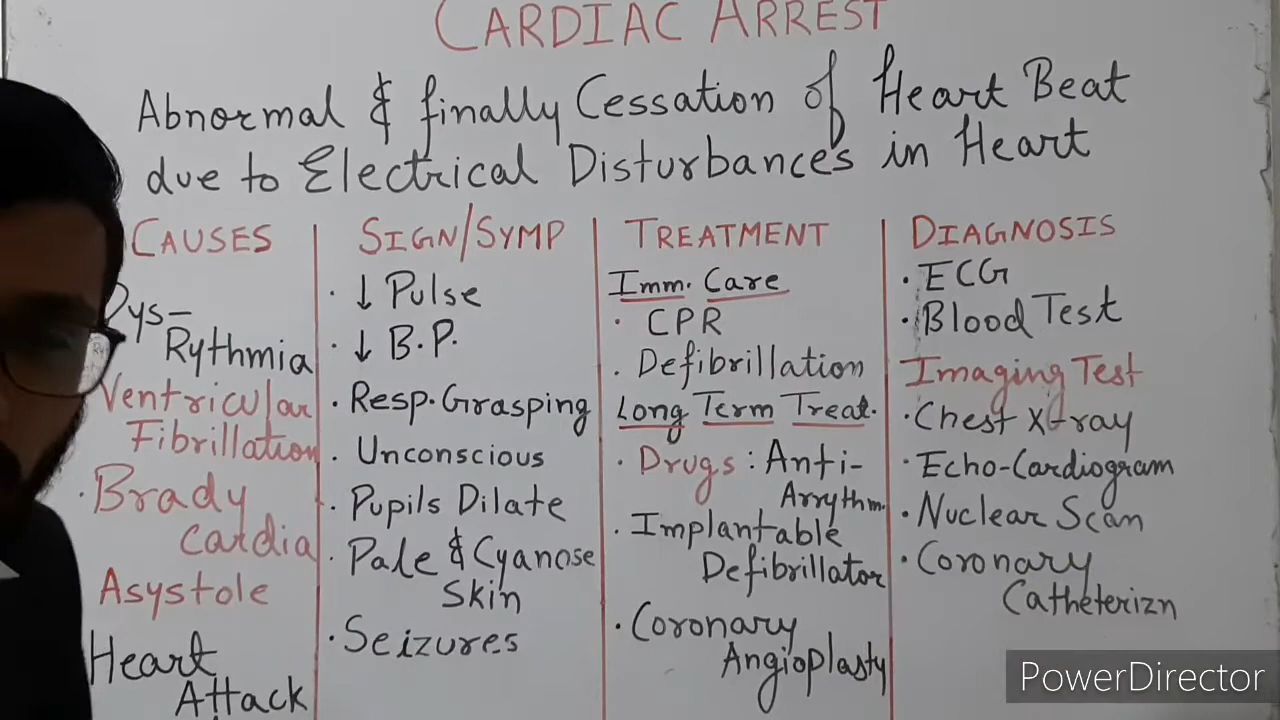 CARDIAC ARREST
Abnormal & finally Cessation of Heart Beat
due to Electrical Disturbances in Heart
CAUSES
Dys-
Rythmia
Ventricular
Fibrillation
· Brady
cardia
Asystole
Heart
Attack
SIGN/SYMP
· ↓ Pulse
· ↓ B.P.
· Resp. Grasping
· Unconscious
· Pupils Dilate
· Pale & Cyanose
Skin
· Seizures
TREATMENT
Imm. Care
· CPR
· Defibrillation
Long Term Treat.
· Drugs: Anti-
Arrythm
· Implantable
Defibrillator
· Coronary
Angioplasty
DIAGNOSIS
· ECG
· Blood Test
Imaging Test
· Chest X-ray
· Echo-Cardiogram
· Nuclear Scan
· Coronary
Catheterizn
PowerDirector